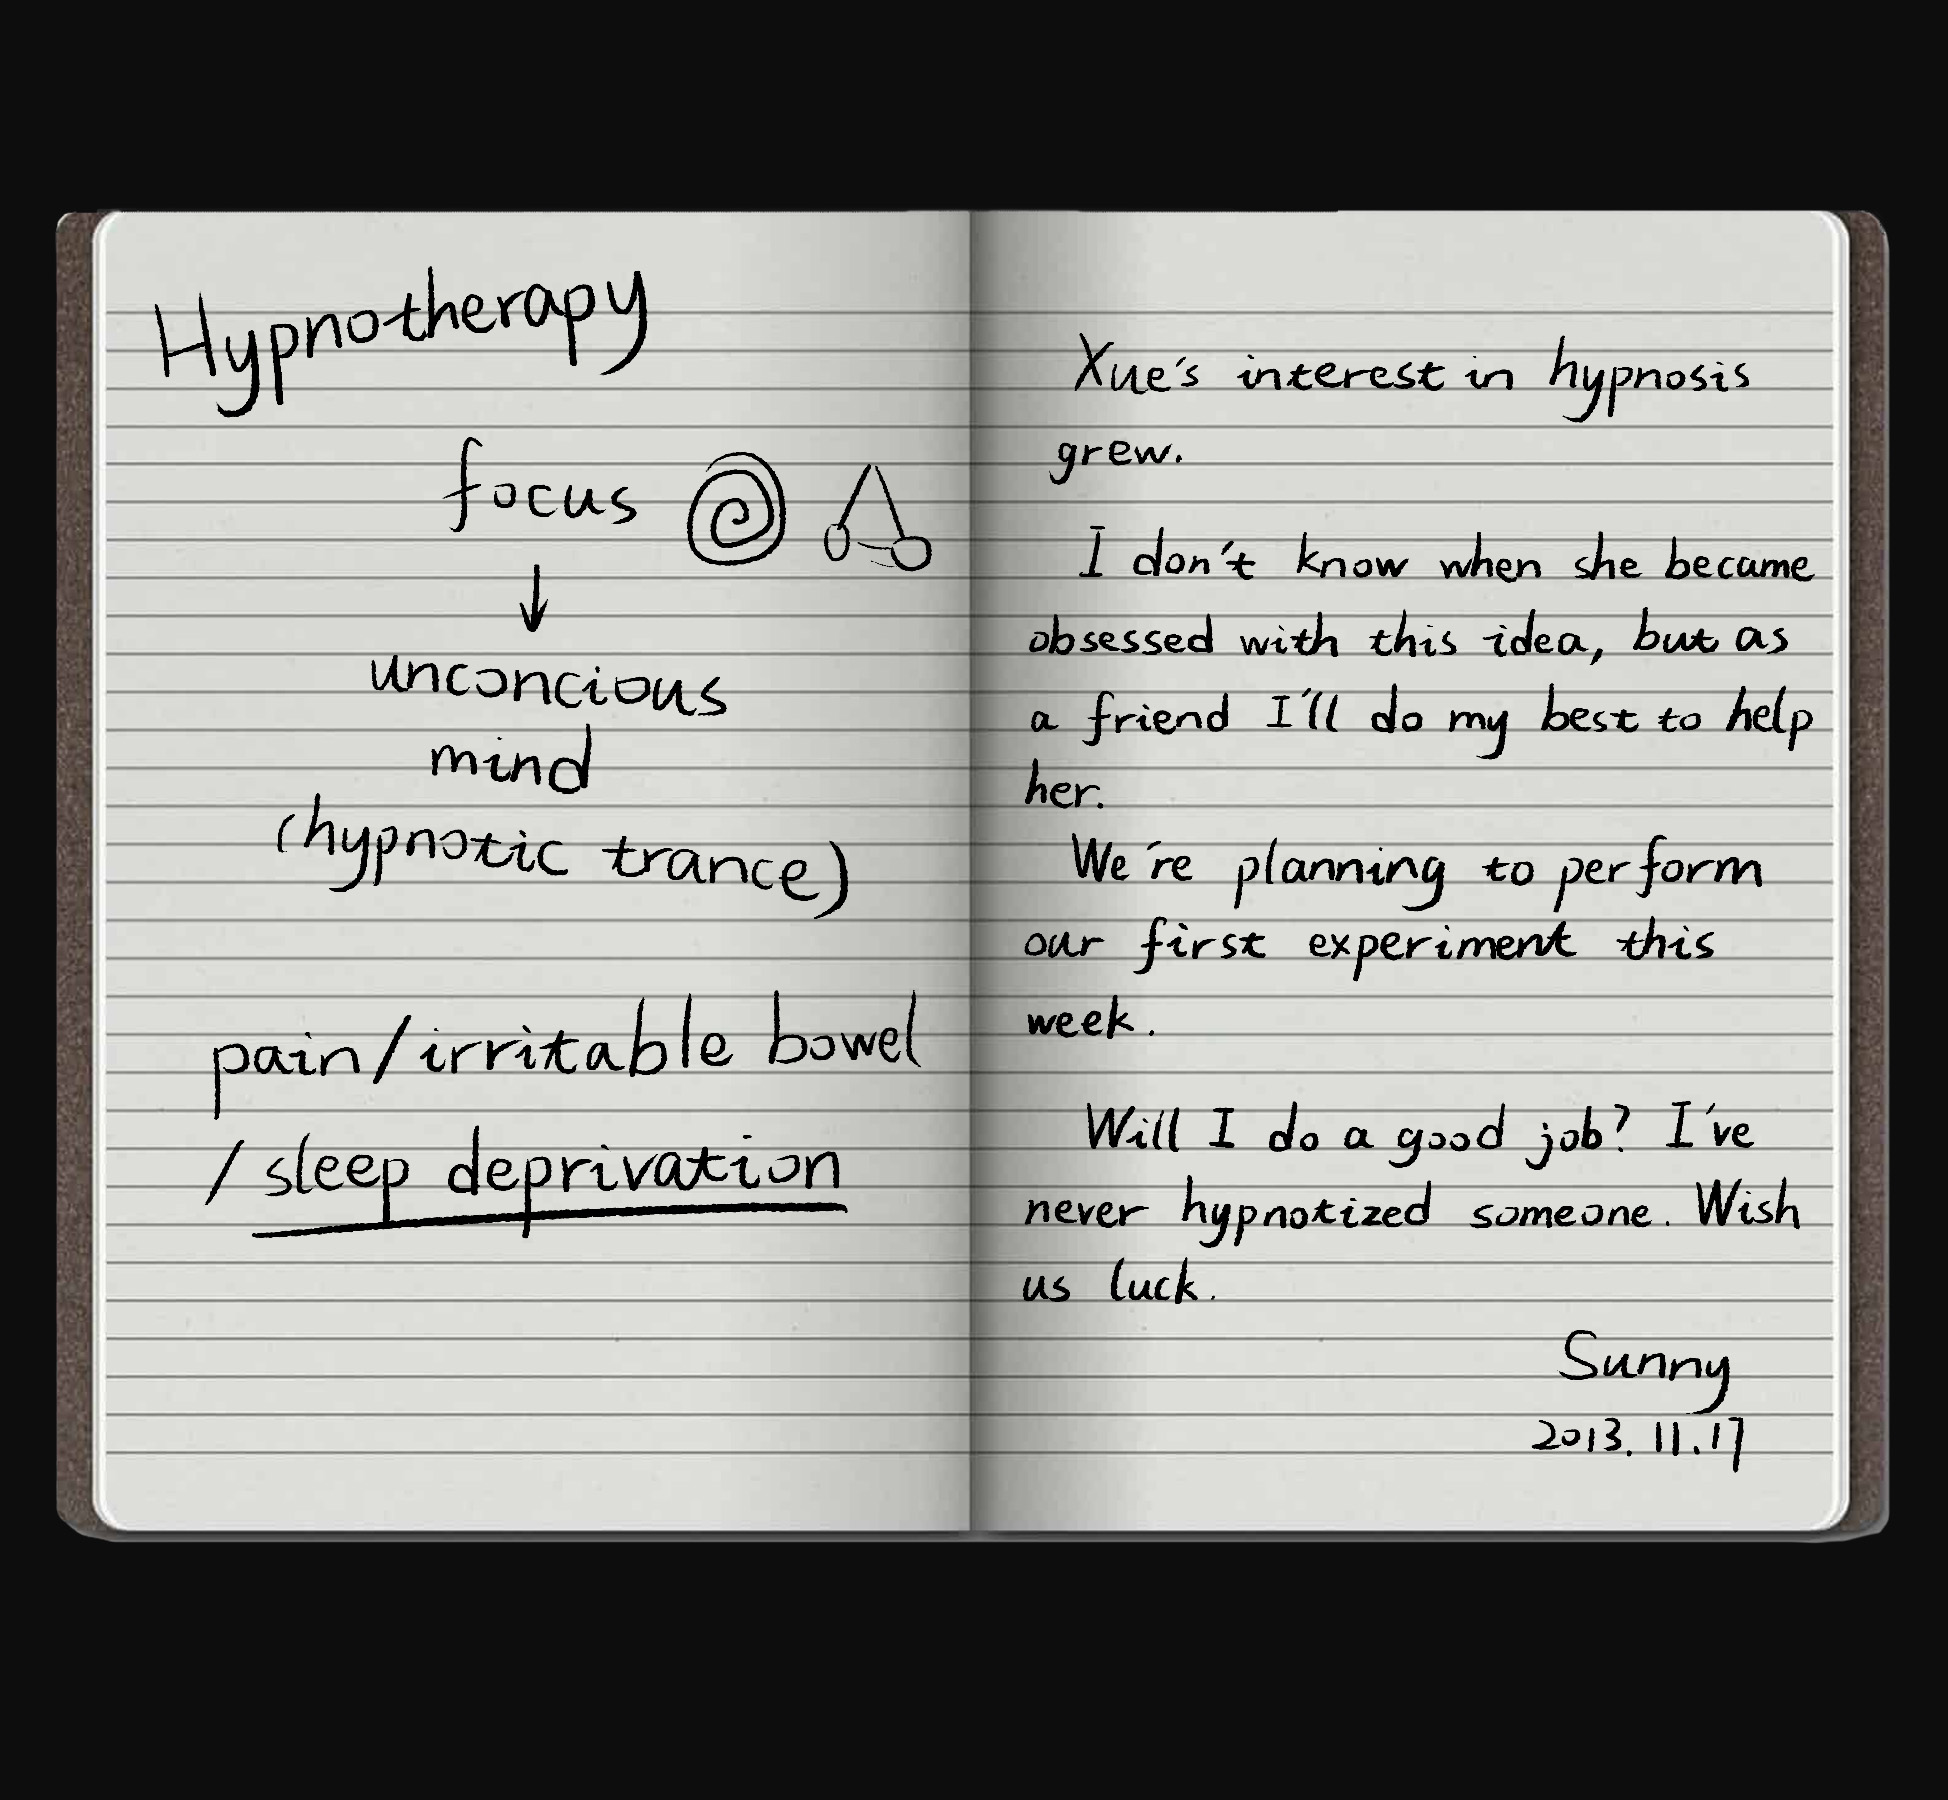 Hypnotherapy
focus
unconcious
mind
(hypnotic trance)
pain/irritable bowel
/sleep deprivation
Xue's interest in hypnosis
grew.
I don't know when she became
obsessed with this idea, but as
a friend I'll do my best to help
her.
We're planning to perform
our first experiment this
week.
Will I do a good job? I've
never hypnotized someone. Wish
us luck.
Sunny
2013.11.17